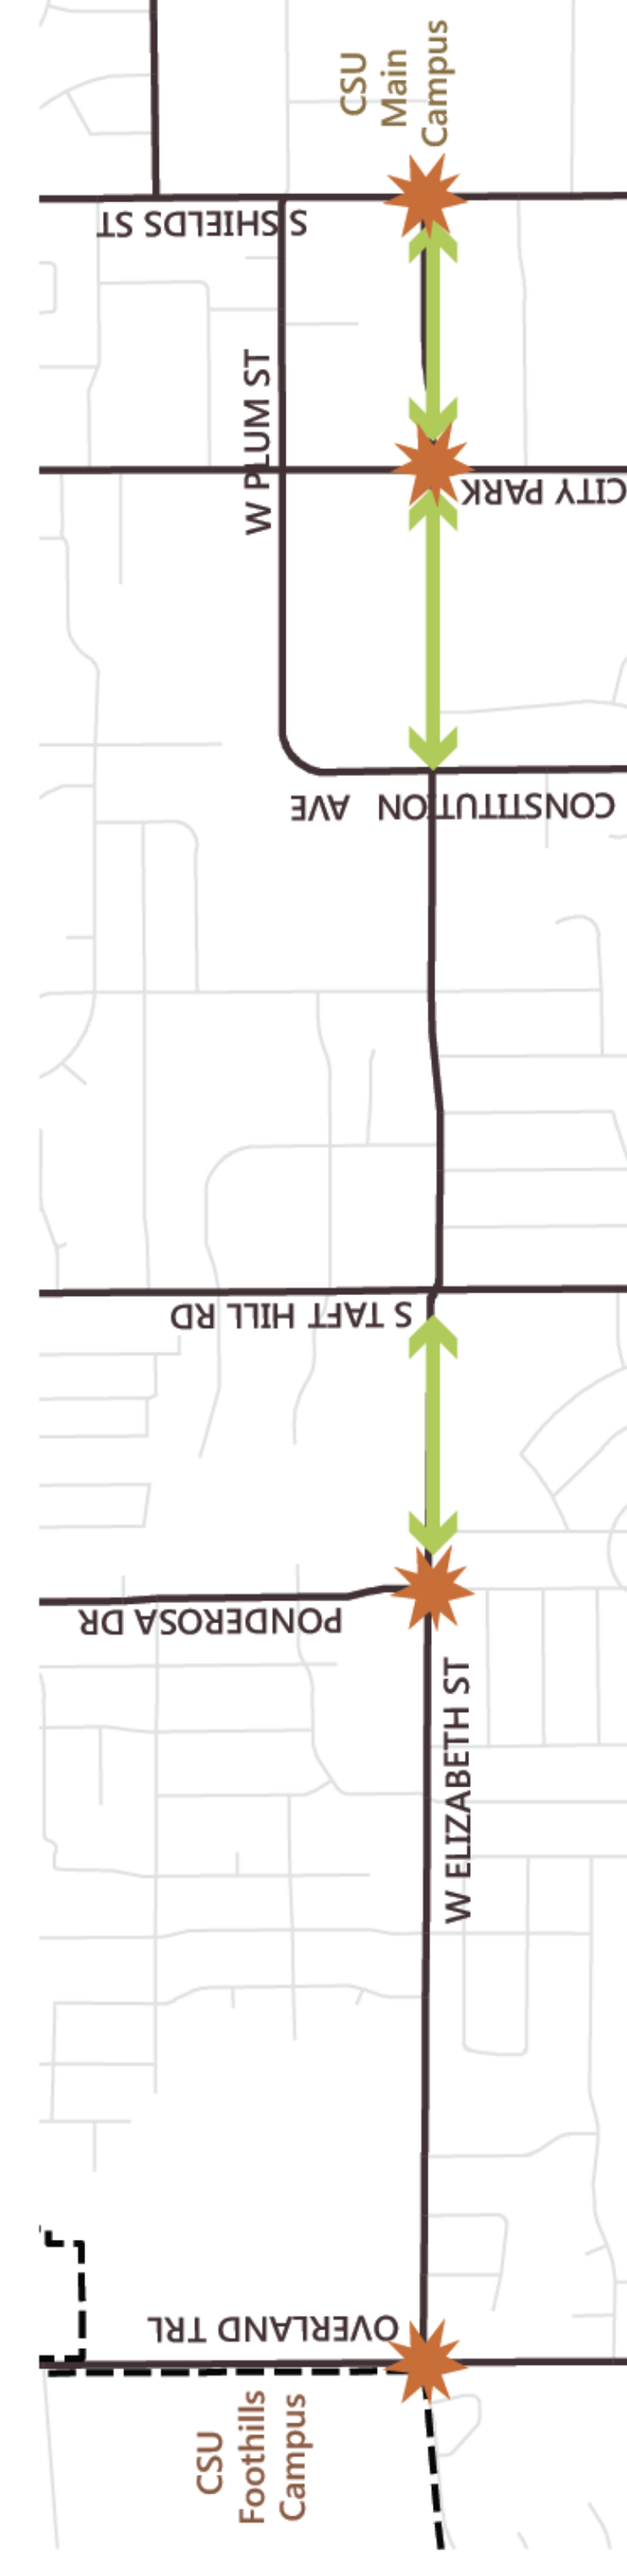 CSU
Main
Campus
S SHIELDS ST
W PLUM ST
CITY PARK
CONSTITUTION AVE
S TAFT HILL RD
PONDEROSA DR
W ELIZABETH ST
OVERLAND TRL
CSU
Foothills
Campus